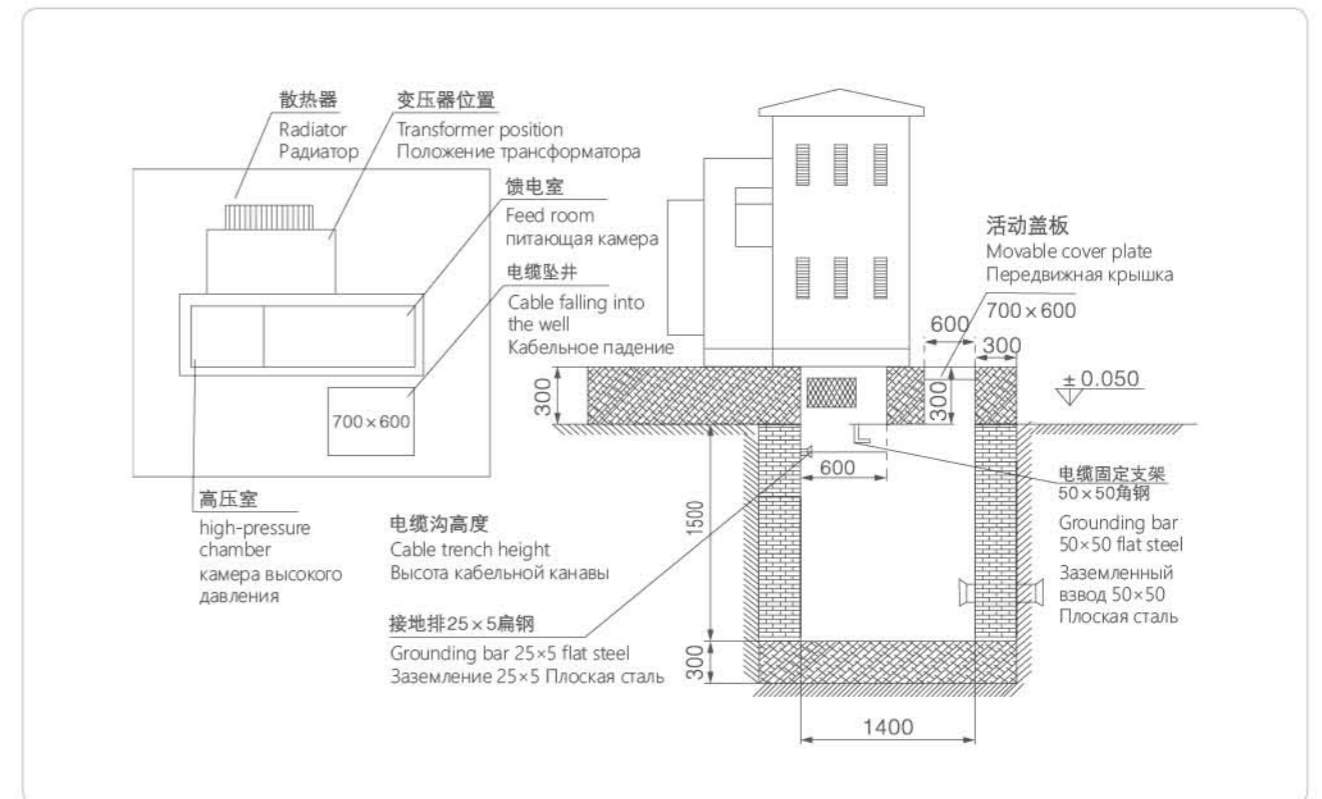 散热器
Radiator
Радиатор
变压器位置
Transformer position
Положение трансформатора
馈电室
Feed room
питающая камера
电缆坠井
Cable falling into
the well
Кабельное падение
700×600
高压室
high-pressure
chamber
камера высокого
давления
电缆沟高度
Cable trench height
Высота кабельной канавы
接地排25×5扁钢
Grounding bar 25×5 flat steel
Заземление 25×5 Плоская сталь
活动盖板
Movable cover plate
Передвижная крышка
700×600
600
300
300
300
±0.050
600
1500
300
1400
电缆固定支架
50×50角钢
Grounding bar
50×50 flat steel
Заземленный
взвод 50×50
Плоская сталь